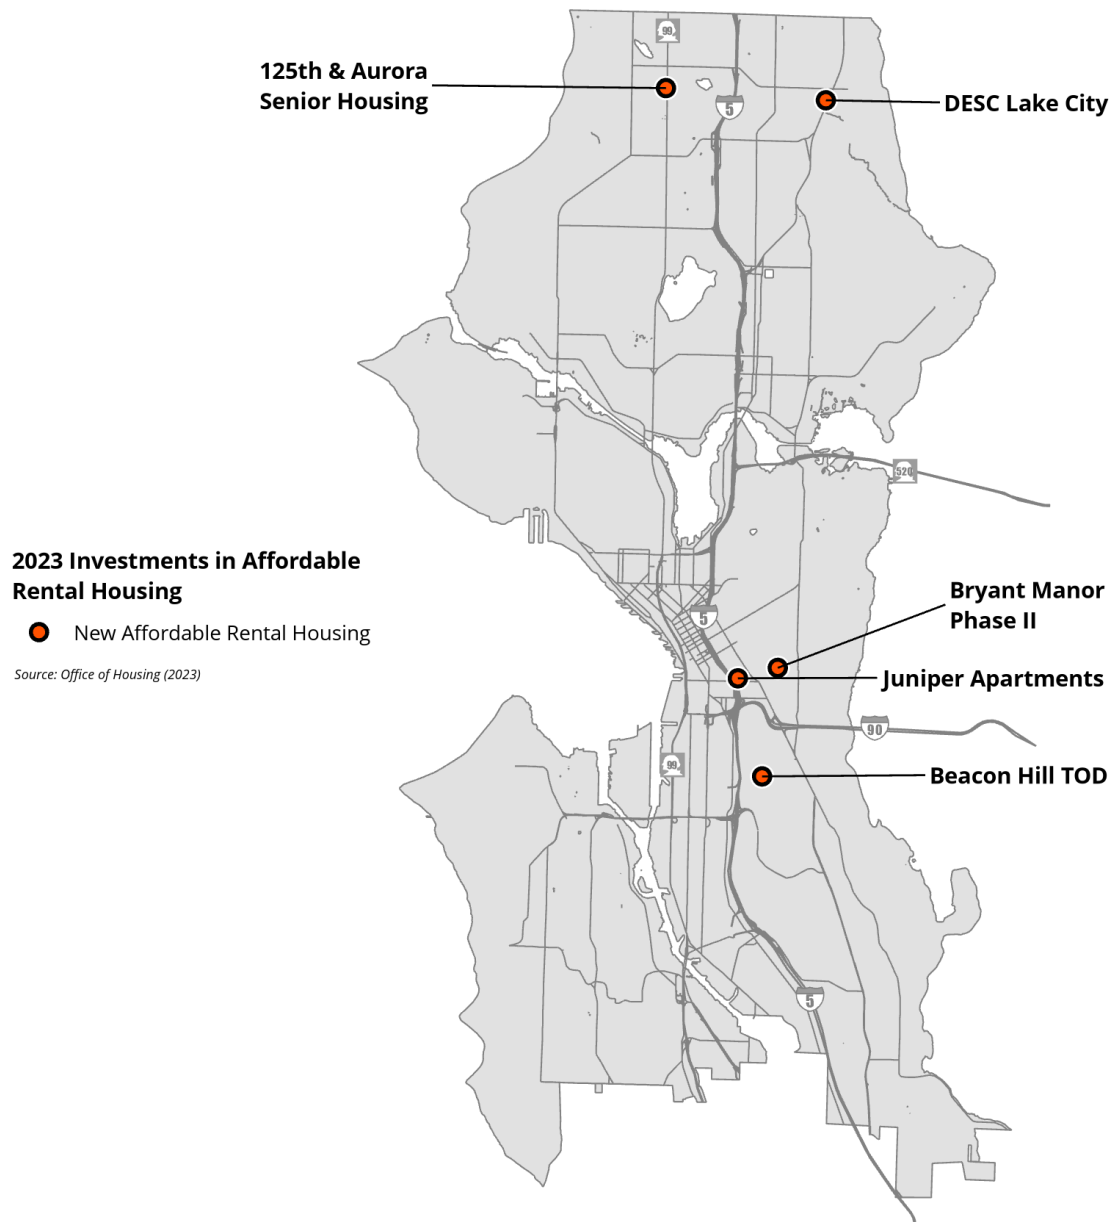 99
125th & Aurora
Senior Housing
5
DESC Lake City
520
2023 Investments in Affordable
Rental Housing
New Affordable Rental Housing
Source: Office of Housing (2023)
Bryant Manor
Phase II
5
Juniper Apartments
90
99
Beacon Hill TOD
5